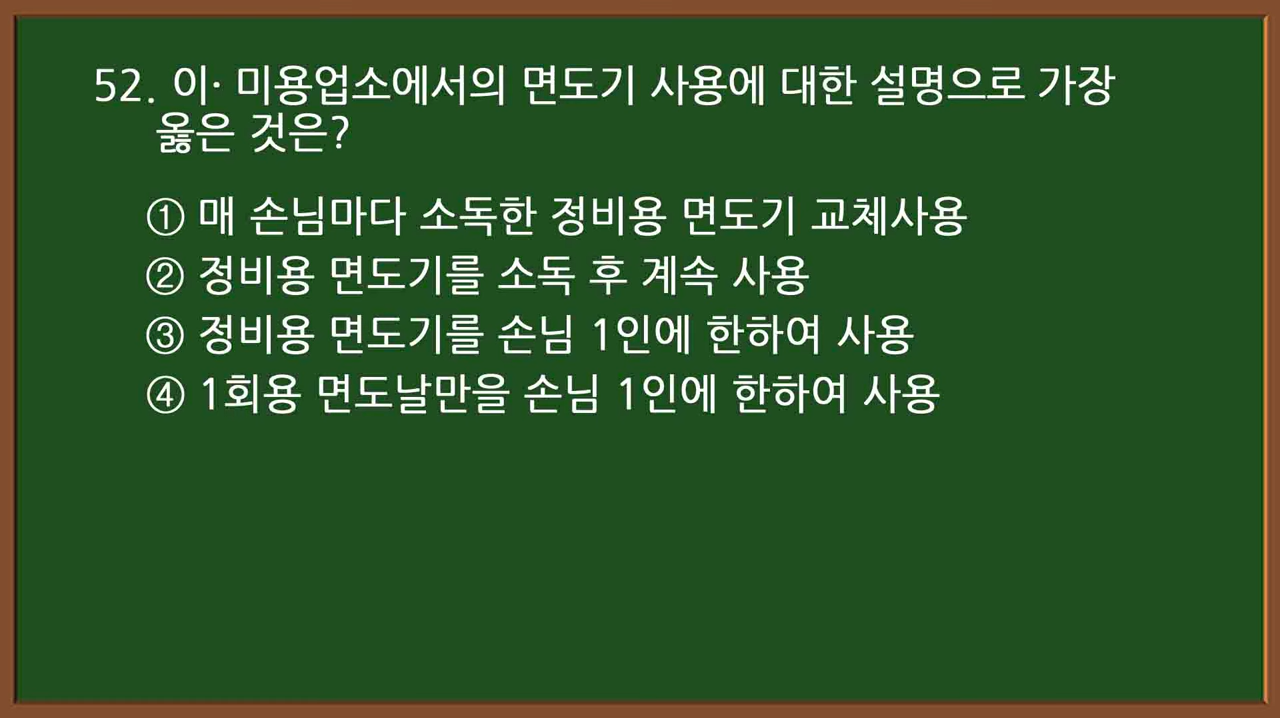 52. 이· 미용업소에서의 면도기 사용에 대한 설명으로 가장
옳은 것은?
① 매 손님마다 소독한 정비용 면도기 교체사용
② 정비용 면도기를 소독 후 계속 사용
③ 정비용 면도기를 손님 1인에 한하여 사용
④ 1회용 면도날만을 손님 1인에 한하여 사용